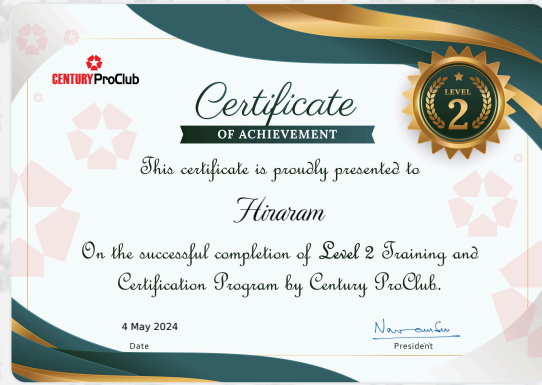 CENTURY ProClub
Certificate
OF ACHIEVEMENT
LEVEL
2
This certificate is proudly presented to
Hiraram
On the successful completion of Level 2 Training and
Certification Program by Century ProClub.
4 May 2024
Date
President